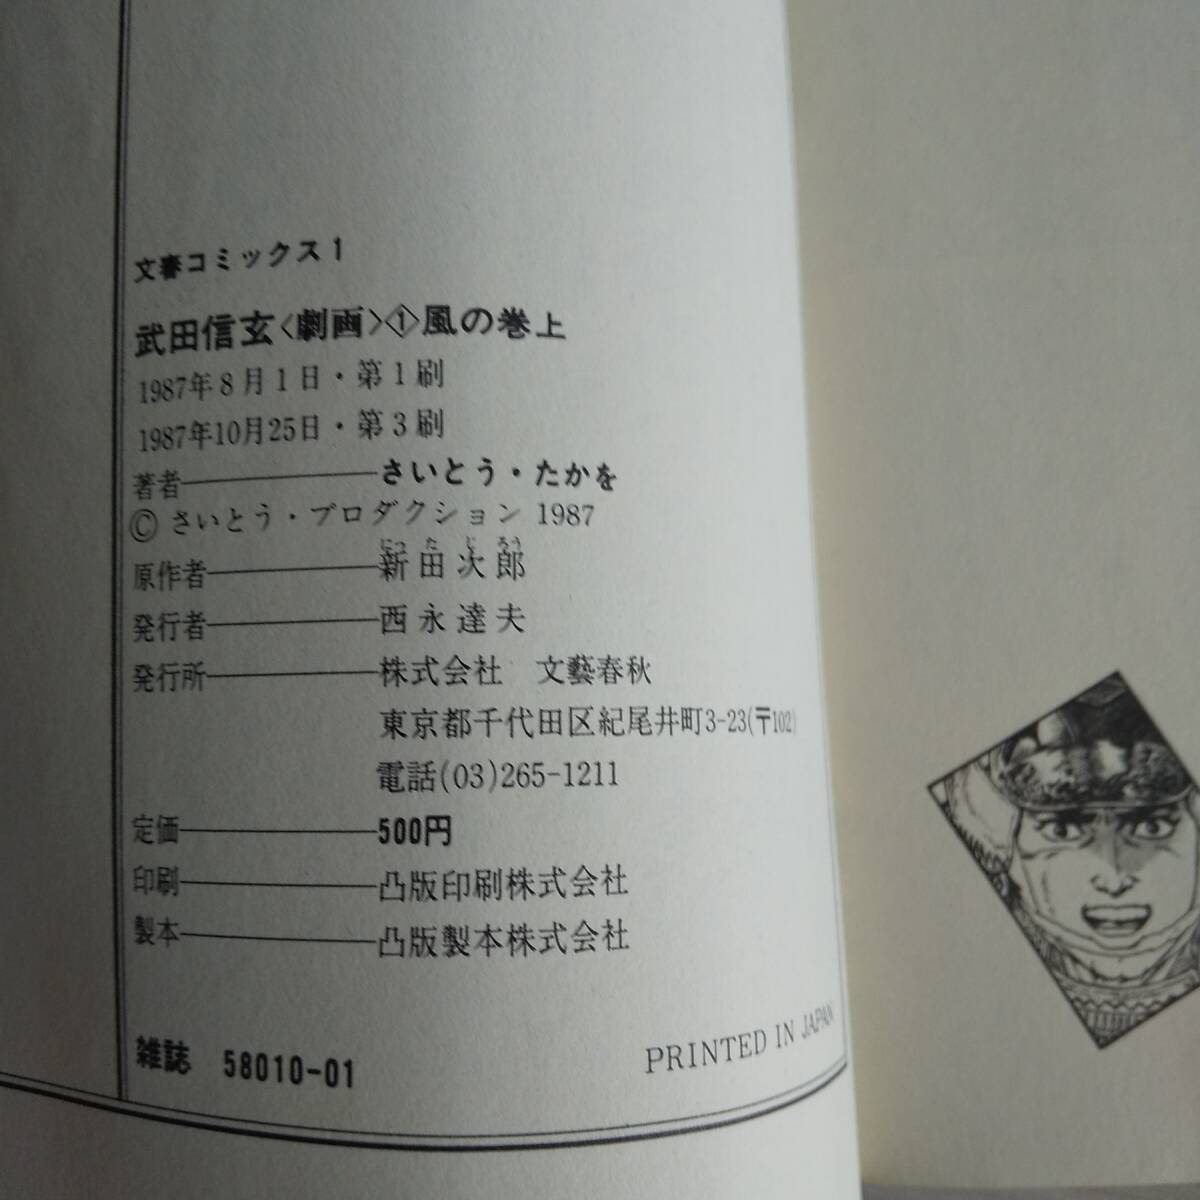 文春コミックス1
武田信玄〈劇画〉①風の巻上
1987年8月1日・第1刷
1987年10月25日・第3刷
著者――さいとう・たかを
© さいとう・プロダクション 1987
にった じろう
原作者――新田次郎
発行者――西永達夫
発行所――株式会社 文藝春秋
東京都千代田区紀尾井町3-23(〒102)
電話(03)265-1211
定価――500円
印刷――凸版印刷株式会社
製本――凸版製本株式会社
雑誌 58010-01
PRINTED IN JAPAN